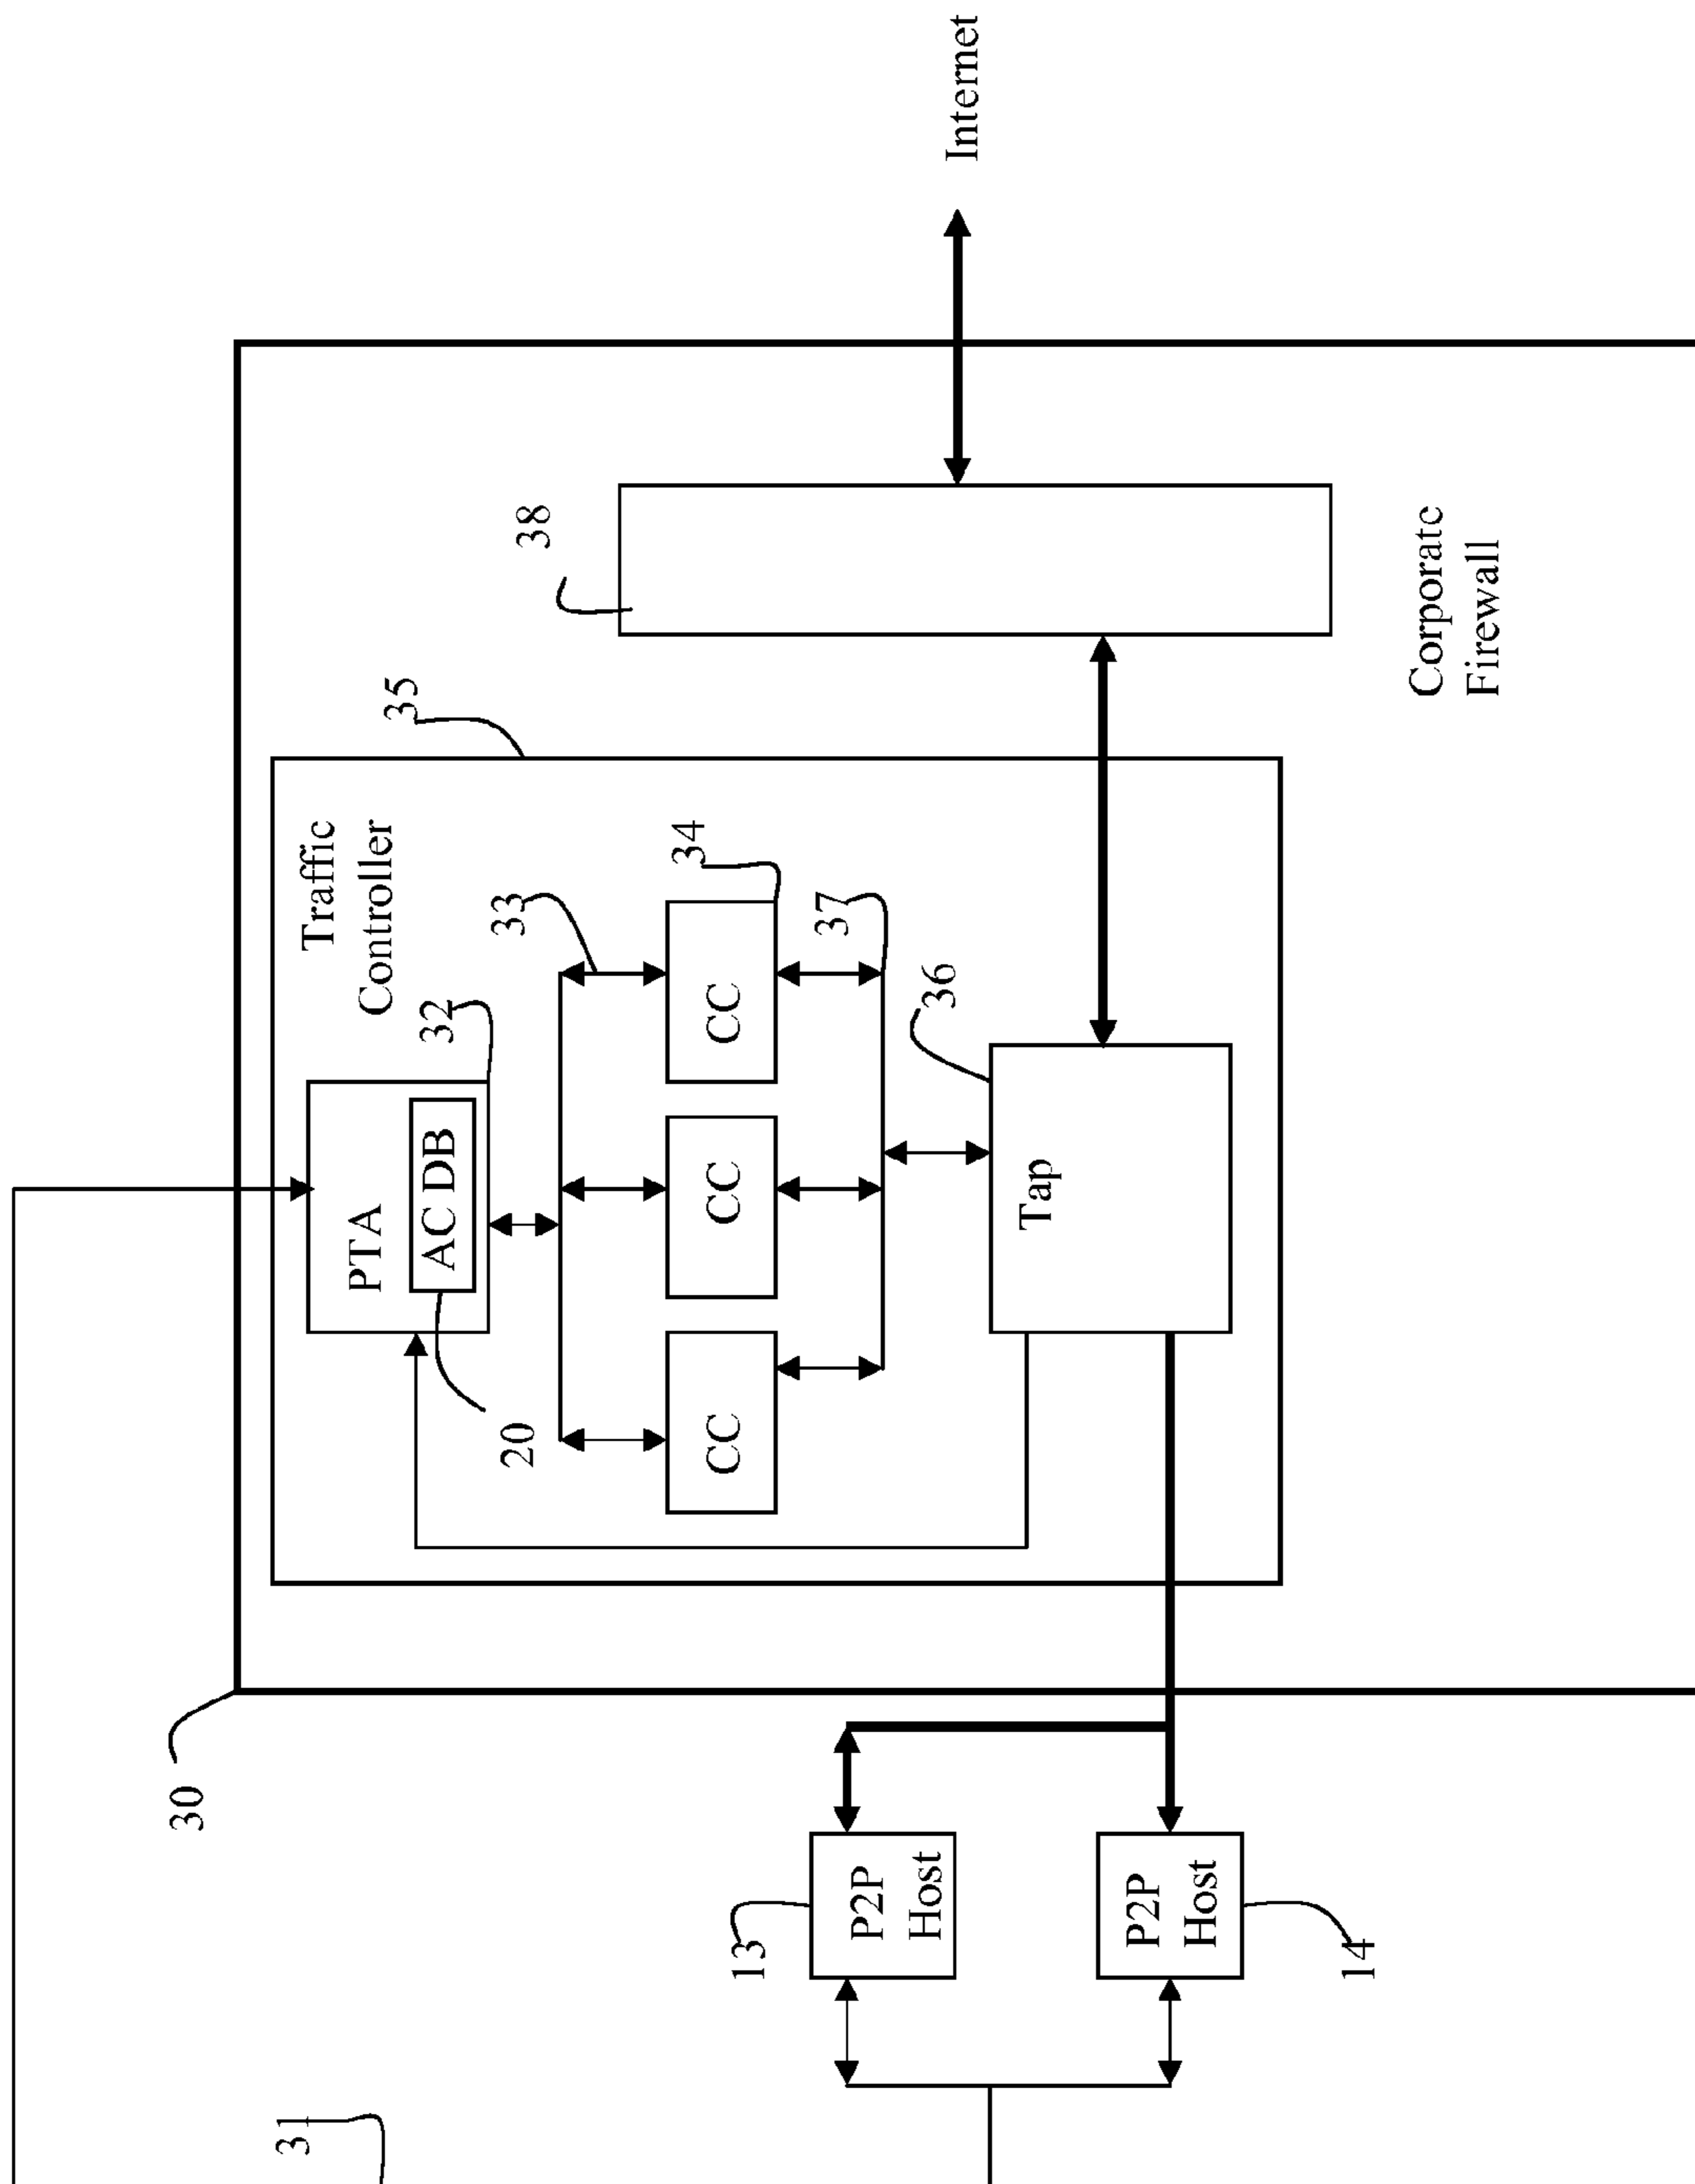 31
30
Traffic
Controller
35
PTA
32
AC DB
20
33
38
34
CC
CC
CC
37
13
P2P
Host
36
Internet
Tap
P2P
Host
14
Corporate
Firewall